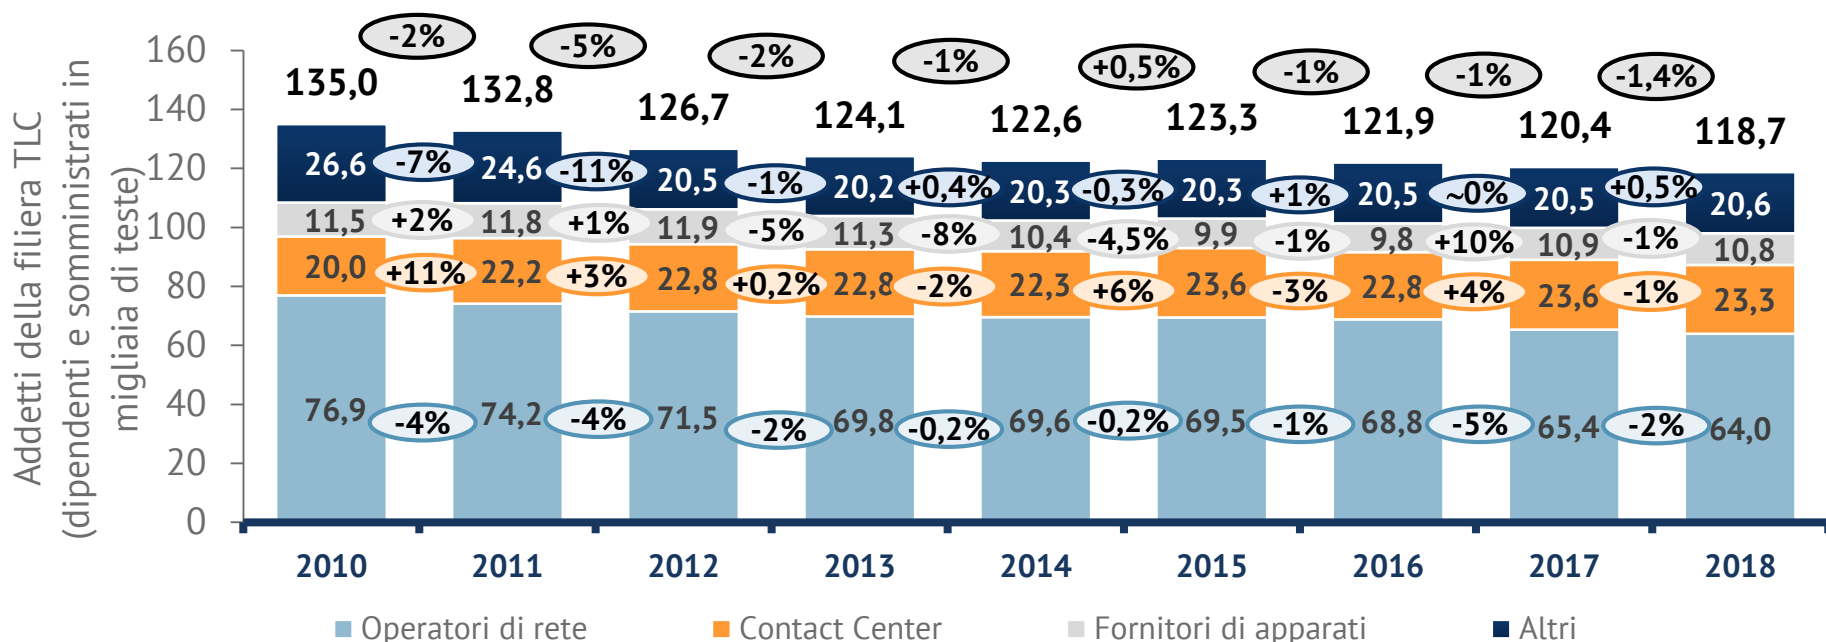 Addetti della filiera TLC
(dipendenti e somministrati in
migliaia di teste)
160
140
120
100
80
60
40
20
0
-2% -5% -2% -1% +0,5% -1% -1% -1,4%
135,0 132,8 126,7 124,1 122,6 123,3 121,9 120,4 118,7
26,6 -7% 24,6 -11% 20,5 -1% 20,2 +0,4% 20,3 -0,3% 20,3 +1% 20,5 ~0% 20,5 +0,5% 20,6
11,5 +2% 11,8 +1% 11,9 -5% 11,3 -8% 10,4 -4,5% 9,9 -1% 9,8 +10% 10,9 -1% 10,8
20,0 +11% 22,2 +3% 22,8 +0,2% 22,8 -2% 22,3 +6% 23,6 -3% 22,8 +4% 23,6 -1% 23,3
76,9 -4% 74,2 -4% 71,5 -2% 69,8 -0,2% 69,6 -0,2% 69,5 -1% 68,8 -5% 65,4 -2% 64,0
2010 2011 2012 2013 2014 2015 2016 2017 2018
Operatori di rete Contact Center Fornitori di apparati Altri